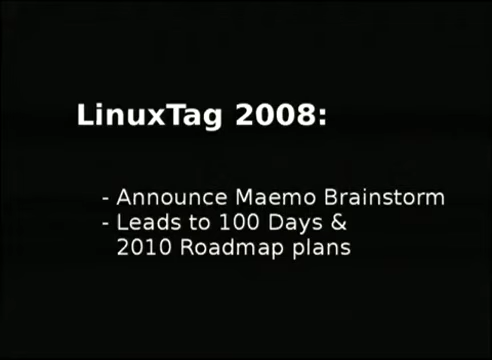 LinuxTag 2008:
- Announce Maemo Brainstorm
- Leads to 100 Days &
2010 Roadmap plans